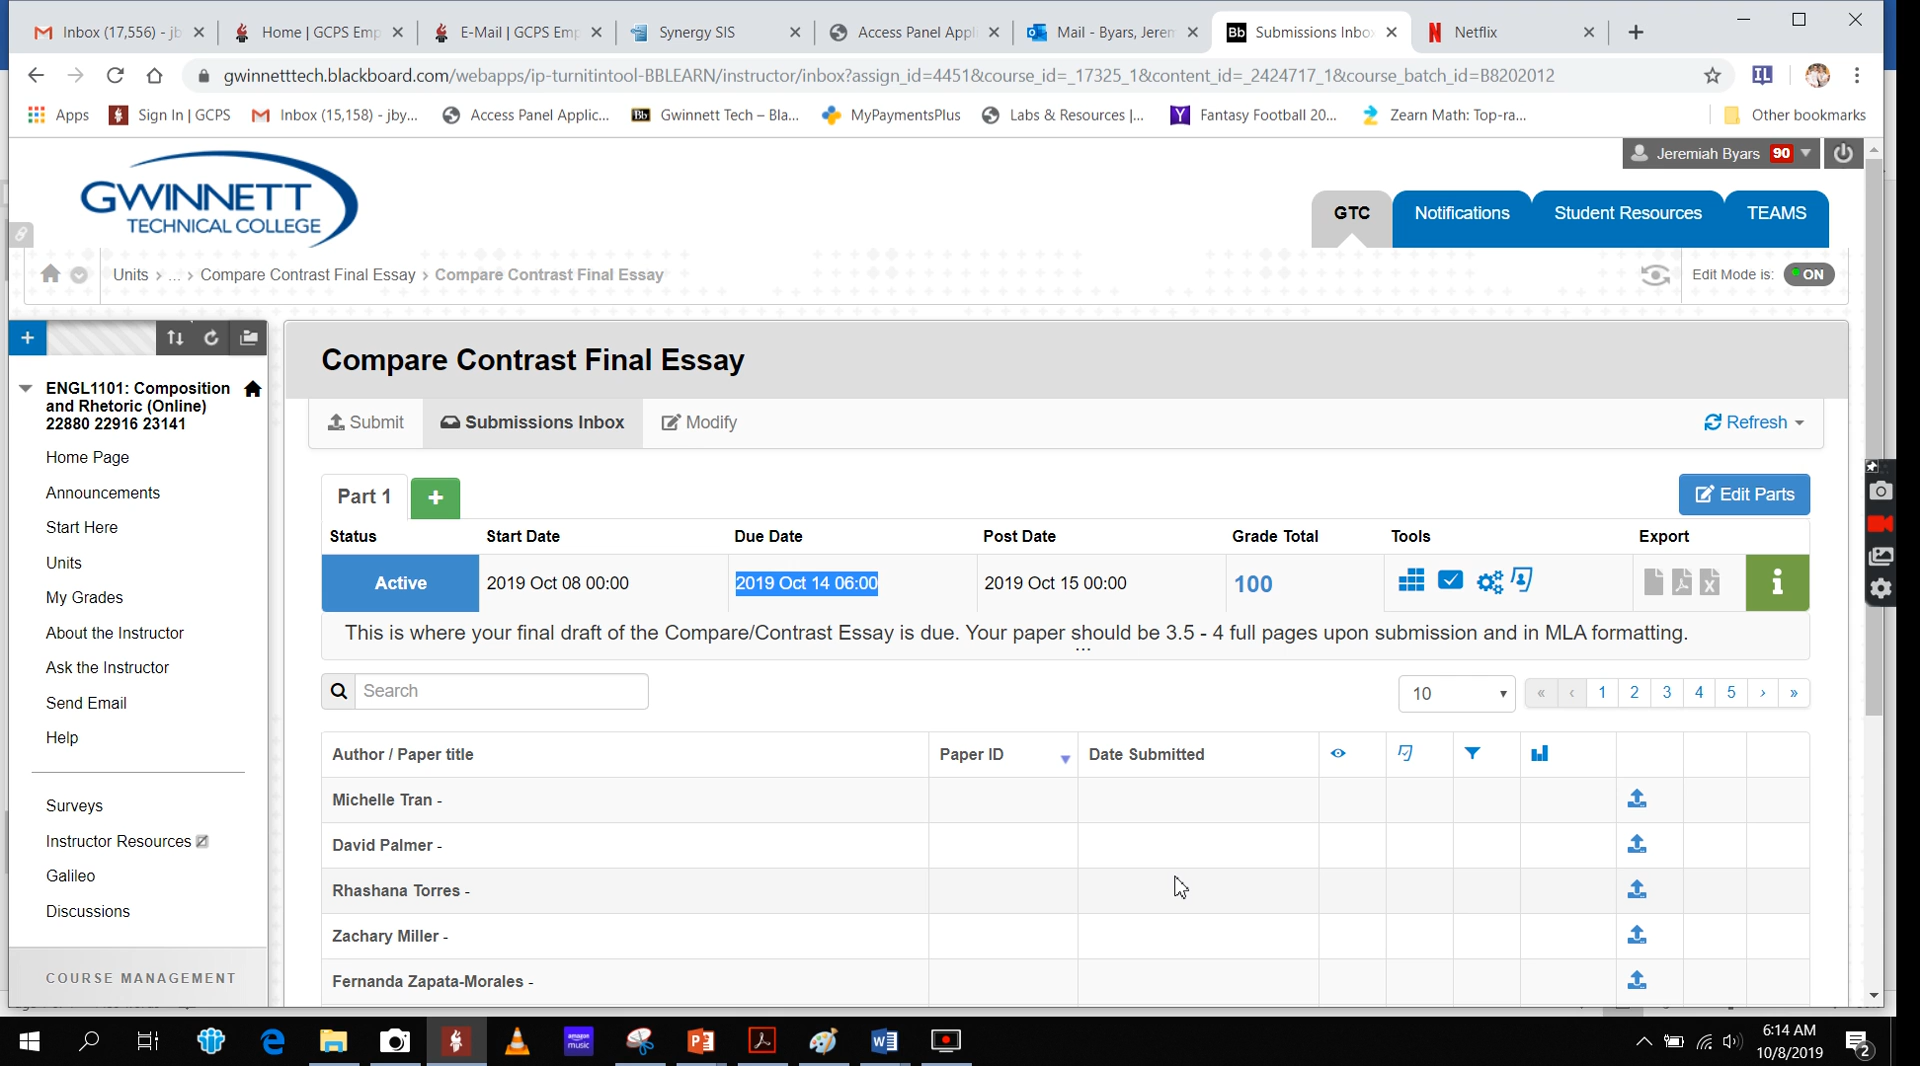 Inbox (17,556) - jb
Home | GCPS Emp
E-Mail | GCPS Emp
Synergy SIS
Access Panel Appli
Mail - Byars, Jerem
Bb Submissions Inbox
Netflix
gwinnetttech.blackboard.com/webapps/ip-turnitintool-BBLEARN/instructor/inbox?assign_id=4451&course_id=_17325_1&content_id=_2424717_1&course_batch_id=B8202012
IL
Apps
Sign In | GCPS
Inbox (15,158) - jby...
Access Panel Applic...
Bb Gwinnett Tech – Bla...
MyPaymentsPlus
Labs & Resources |...
Fantasy Football 20...
Zearn Math: Top-ra...
Other bookmarks
Jeremiah Byars 90
GWINNETT
TECHNICAL COLLEGE
GTC
Notifications
Student Resources
TEAMS
Units > ... > Compare Contrast Final Essay > Compare Contrast Final Essay
Edit Mode is: ON
ENGL1101: Composition
and Rhetoric (Online)
22880 22916 23141
Home Page
Announcements
Start Here
Units
My Grades
About the Instructor
Ask the Instructor
Send Email
Help
Surveys
Instructor Resources
Galileo
Discussions
COURSE MANAGEMENT
Compare Contrast Final Essay
Submit
Submissions Inbox
Modify
Refresh
Part 1
+
Edit Parts
Status Start Date Due Date Post Date Grade Total Tools Export
Active 2019 Oct 08 00:00 2019 Oct 14 06:00 2019 Oct 15 00:00 100 i
This is where your final draft of the Compare/Contrast Essay is due. Your paper should be 3.5 - 4 full pages upon submission and in MLA formatting.
...
Search
10
« ‹ 1 2 3 4 5 › »
Author / Paper title Paper ID Date Submitted
Michelle Tran -
David Palmer -
Rhashana Torres -
Zachary Miller -
Fernanda Zapata-Morales -
amazon
music
6:14 AM
10/8/2019
2